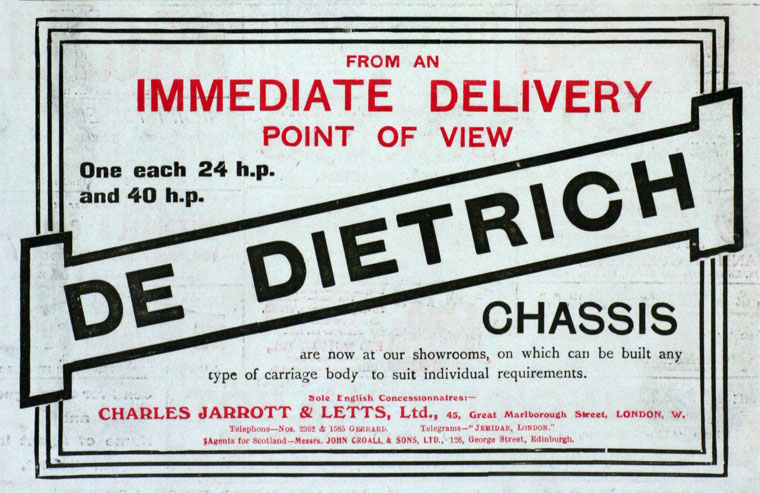 FROM AN
IMMEDIATE DELIVERY
POINT OF VIEW
One each 24 h.p.
and 40 h.p.
DE DIETRICH
CHASSIS
are now at our showrooms, on which can be built any
type of carriage body to suit individual requirements.
Sole English Concessionnaires:—
CHARLES JARROTT & LETTS, Ltd., 45, Great Marlborough Street, LONDON, W.
Telephone—Nos. 2362 & 1585 GERRARD. Telegrams—"JEMIDAR, LONDON."
Agents for Scotland—Messrs. JOHN CROALL & SONS, LTD., 126, George Street, Edinburgh.